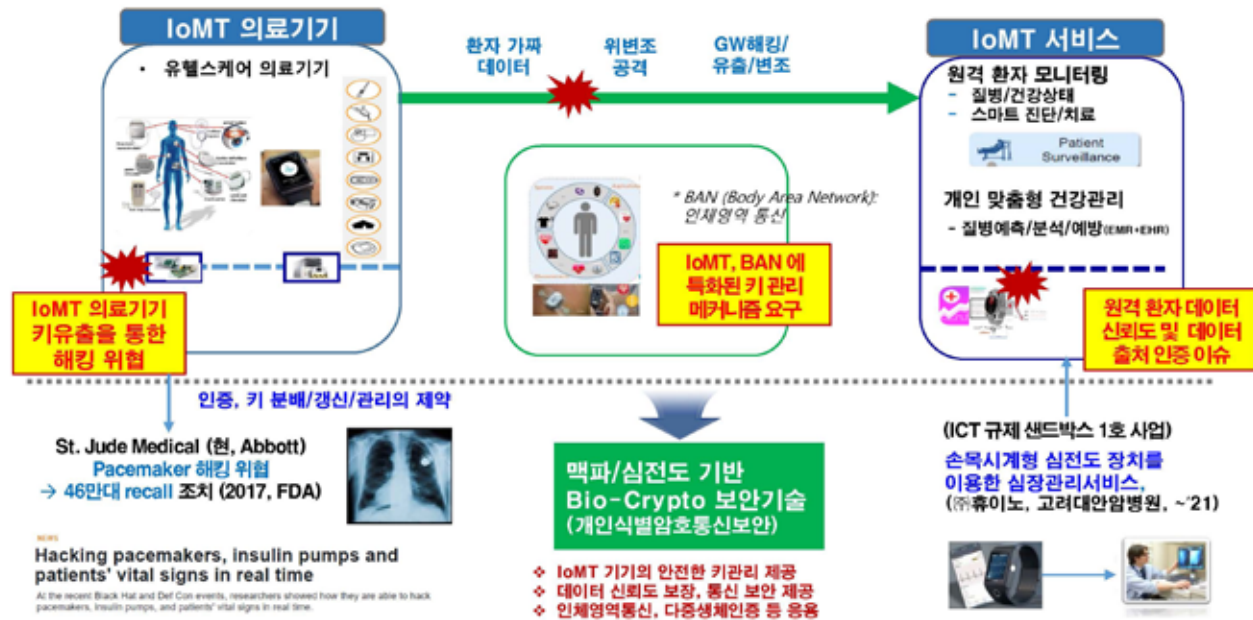 IoMT 의료기기
• 유헬스케어 의료기기
환자 가짜
데이터
위변조
공격
GW해킹/
유출/변조
IoMT 서비스
원격 환자 모니터링
- 질병/건강상태
- 스마트 진단/치료
Patient
Surveillance
개인 맞춤형 건강관리
- 질병예측/분석/예방(EMR+EHR)
* BAN (Body Area Network):
인체영역 통신
IoMT, BAN 에
특화된 키 관리
메커니즘 요구
IoMT 의료기기
키유출을 통한
해킹 위협
원격 환자 데이터
신뢰도 및 데이터
출처 인증 이슈
인증, 키 분배/갱신/관리의 제약
St. Jude Medical (현, Abbott)
Pacemaker 해킹 위협
→ 46만대 recall 조치 (2017, FDA)
NEWS
Hacking pacemakers, insulin pumps and
patients' vital signs in real time
At the recent Black Hat and Def Con events, researchers showed how they are able to hack
pacemakers, insulin pumps, and patients' vital signs in real time.
맥파/심전도 기반
Bio-Crypto 보안기술
(개인식별암호통신보안)
❖ IoMT 기기의 안전한 키관리 제공
❖ 데이터 신뢰도 보장, 통신 보안 제공
❖ 인체영역통신, 다중생체인증 등 응용
(ICT 규제 샌드박스 1호 사업)
손목시계형 심전도 장치를
이용한 심장관리서비스,
(㈜휴이노, 고려대안암병원, ~'21)